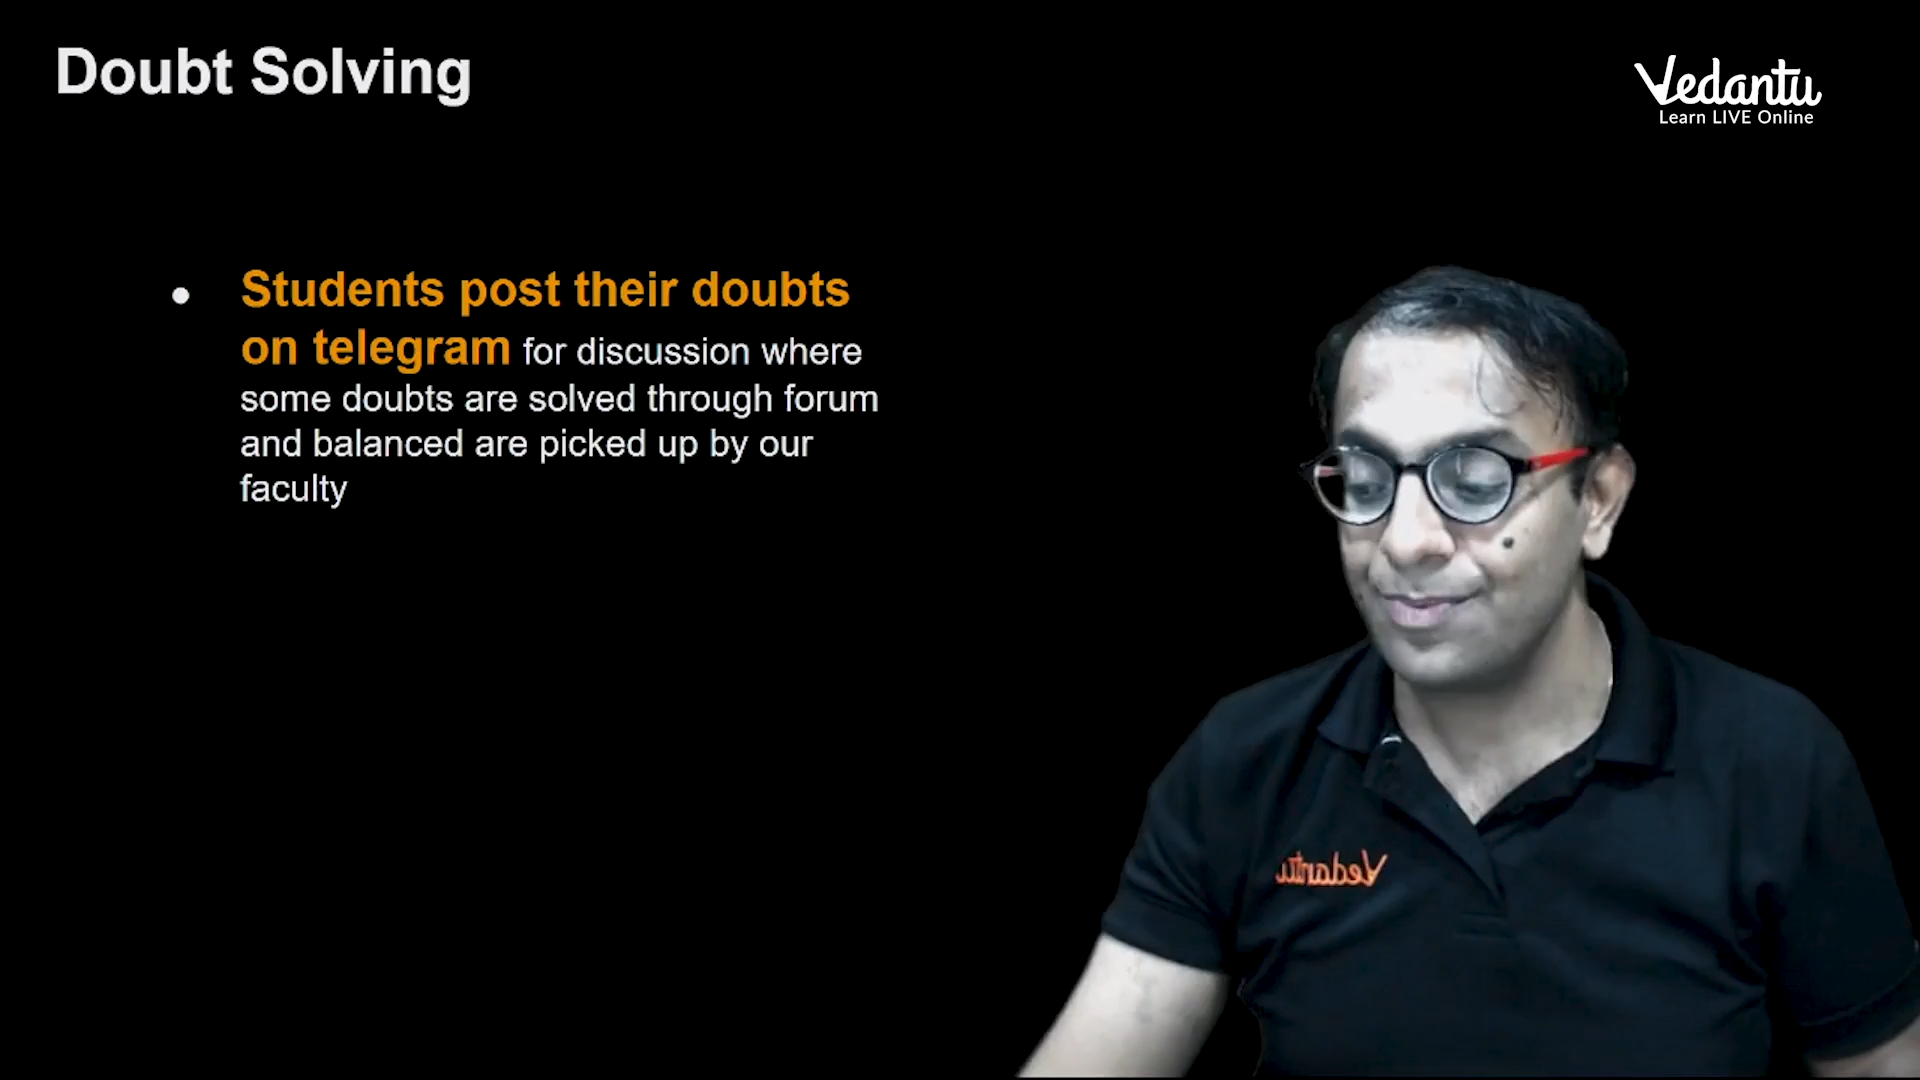 Doubt Solving
Vedantu
Learn LIVE Online
● Students post their doubts
on telegram for discussion where
some doubts are solved through forum
and balanced are picked up by our
faculty
Vedantu